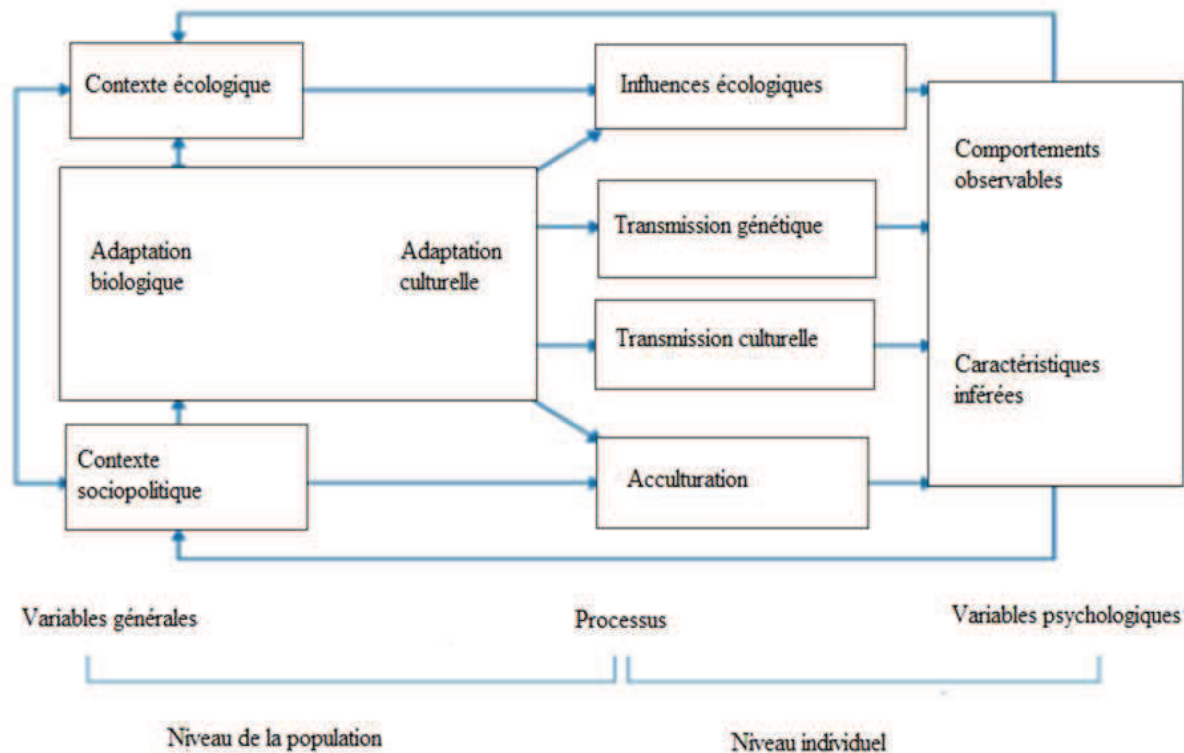 Contexte écologique
Influences écologiques
Comportements
observables
Adaptation
biologique
Adaptation
culturelle
Transmission génétique
Transmission culturelle
Caractéristiques
inférées
Contexte
sociopolitique
Acculturation
Variables générales
Processus
Variables psychologiques
Niveau de la population
Niveau individuel